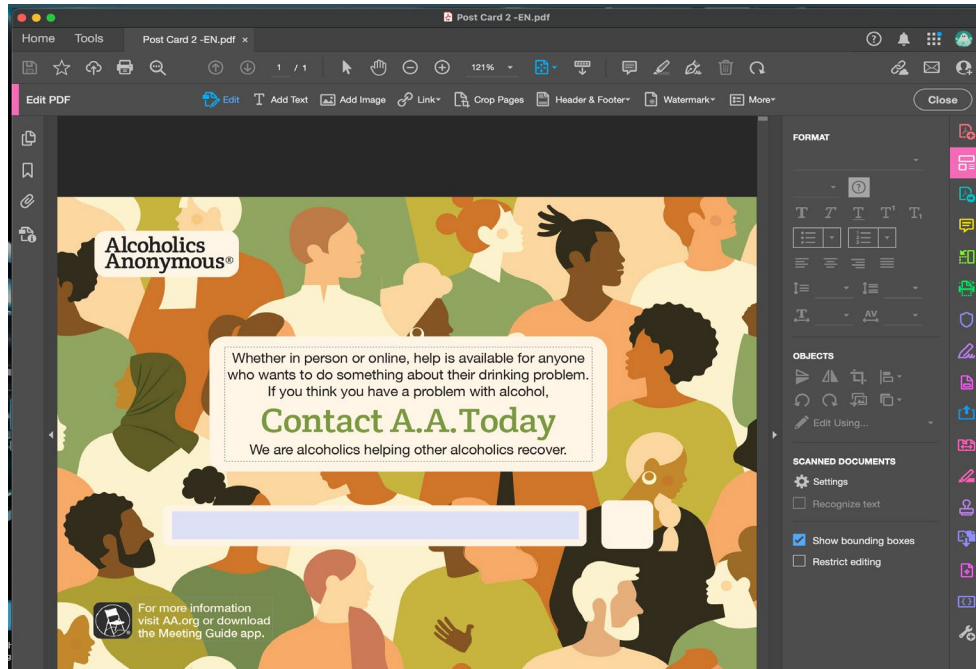 Post Card 2 -EN.pdf
Home Tools Post Card 2 -EN.pdf ×
1 / 1 121%
Edit PDF Edit Add Text Add Image Link Crop Pages Header & Footer Watermark More Close
FORMAT
Alcoholics
Anonymous®
Whether in person or online, help is available for anyone
who wants to do something about their drinking problem.
If you think you have a problem with alcohol,
Contact A.A.Today
We are alcoholics helping other alcoholics recover.
For more information
visit AA.org or download
the Meeting Guide app.
OBJECTS
Edit Using...
SCANNED DOCUMENTS
Settings
Recognize text
Show bounding boxes
Restrict editing